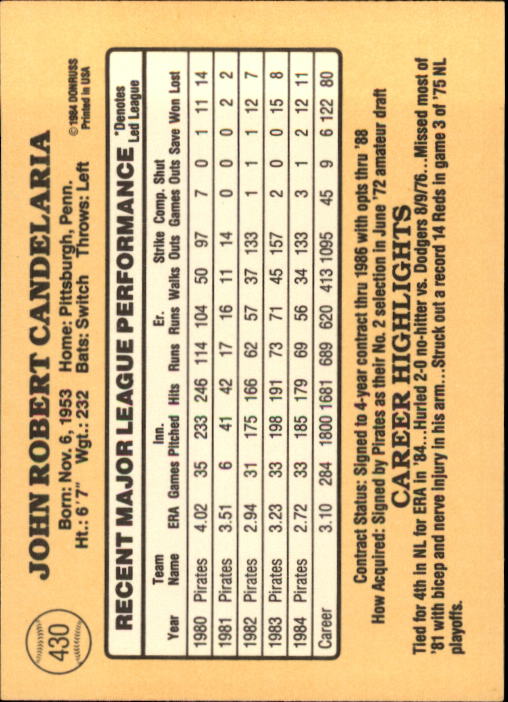 430
JOHN ROBERT CANDELARIA
Born: Nov. 6, 1953 Home: Pittsburgh, Penn.
Ht.: 6'7" Wgt.: 232 Bats: Switch Throws: Left
© 1984 DONRUSS
Printed in USA
RECENT MAJOR LEAGUE PERFORMANCE
*Denotes
Led League
Team Inn. Er. Strike Comp. Shut
Year Name ERA Games Pitched Hits Runs Runs Walks Outs Games Outs Save Won Lost
1980 Pirates 4.02 35 233 246 114 104 50 97 7 0 1 11 14
1981 Pirates 3.51 6 41 42 17 16 11 14 0 0 0 2 2
1982 Pirates 2.94 31 175 166 62 57 37 133 1 1 1 12 7
1983 Pirates 3.23 33 198 191 73 71 45 157 2 0 0 15 8
1984 Pirates 2.72 33 185 179 69 56 34 133 3 1 2 12 11
Career 3.10 284 1800 1661 689 620 413 1095 45 9 6 122 80
Contract Status: Signed to 4-year contract thru 1986 with opts thru '88
How Acquired: Signed by Pirates as their No. 2 selection in June '72 amateur draft
CAREER HIGHLIGHTS
Tied for 4th in NL for ERA in '84...Hurled 2-0 no-hitter vs. Dodgers 8/9/76...Missed most of
'81 with bicep and nerve injury in his arm...Struck out a record 14 Reds in game 3 of '75 NL
playoffs.